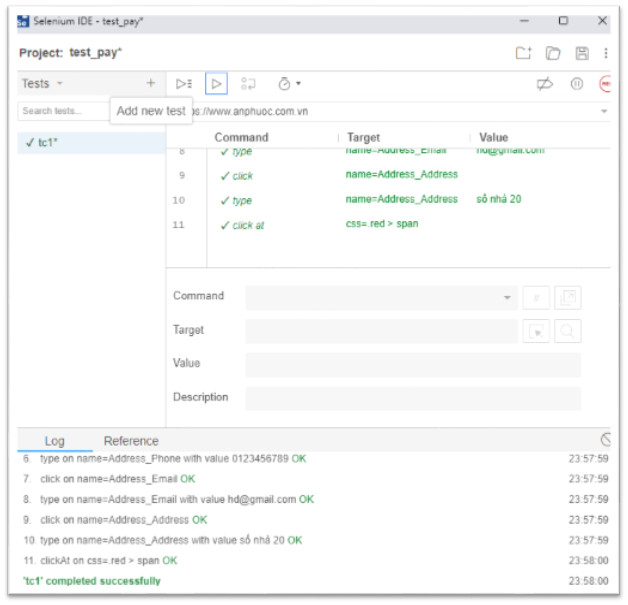 Selenium IDE - test_pay*
Project: test_pay*
Tests
Search tests...
Add new test
www.anphuoc.com.vn
✓ tc1*
Command Target Value
8 ✓ type name=Address_Email hd@gmail.com
9 ✓ click name=Address_Address
10 ✓ type name=Address_Address số nhà 20
11 ✓ click at css=.red > span
Command
Target
Value
Description
Log Reference
6. type on name=Address_Phone with value 0123456789 OK 23:57:59
7. click on name=Address_Email OK 23:57:59
8. type on name=Address_Email with value hd@gmail.com OK 23:57:59
9. click on name=Address_Address OK 23:57:59
10. type on name=Address_Address with value số nhà 20 OK 23:57:59
11. clickAt on css=.red > span OK 23:58:00
'tc1' completed successfully 23:58:00